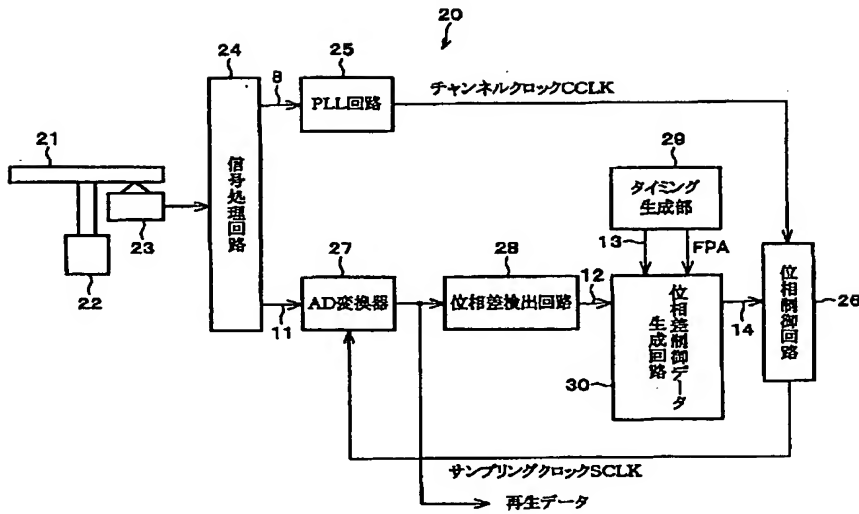 20
24
25
8
PLL回路
チャンネルクロックCCLK
21
信号処理回路
29
タイミング
生成部
23
22
27
28
13
FPA
AD変換器
位相差検出回路
12
位相差制御データ
生成回路
位相制御回路
26
11
14
30
サンプリングクロックSCLK
再生データ